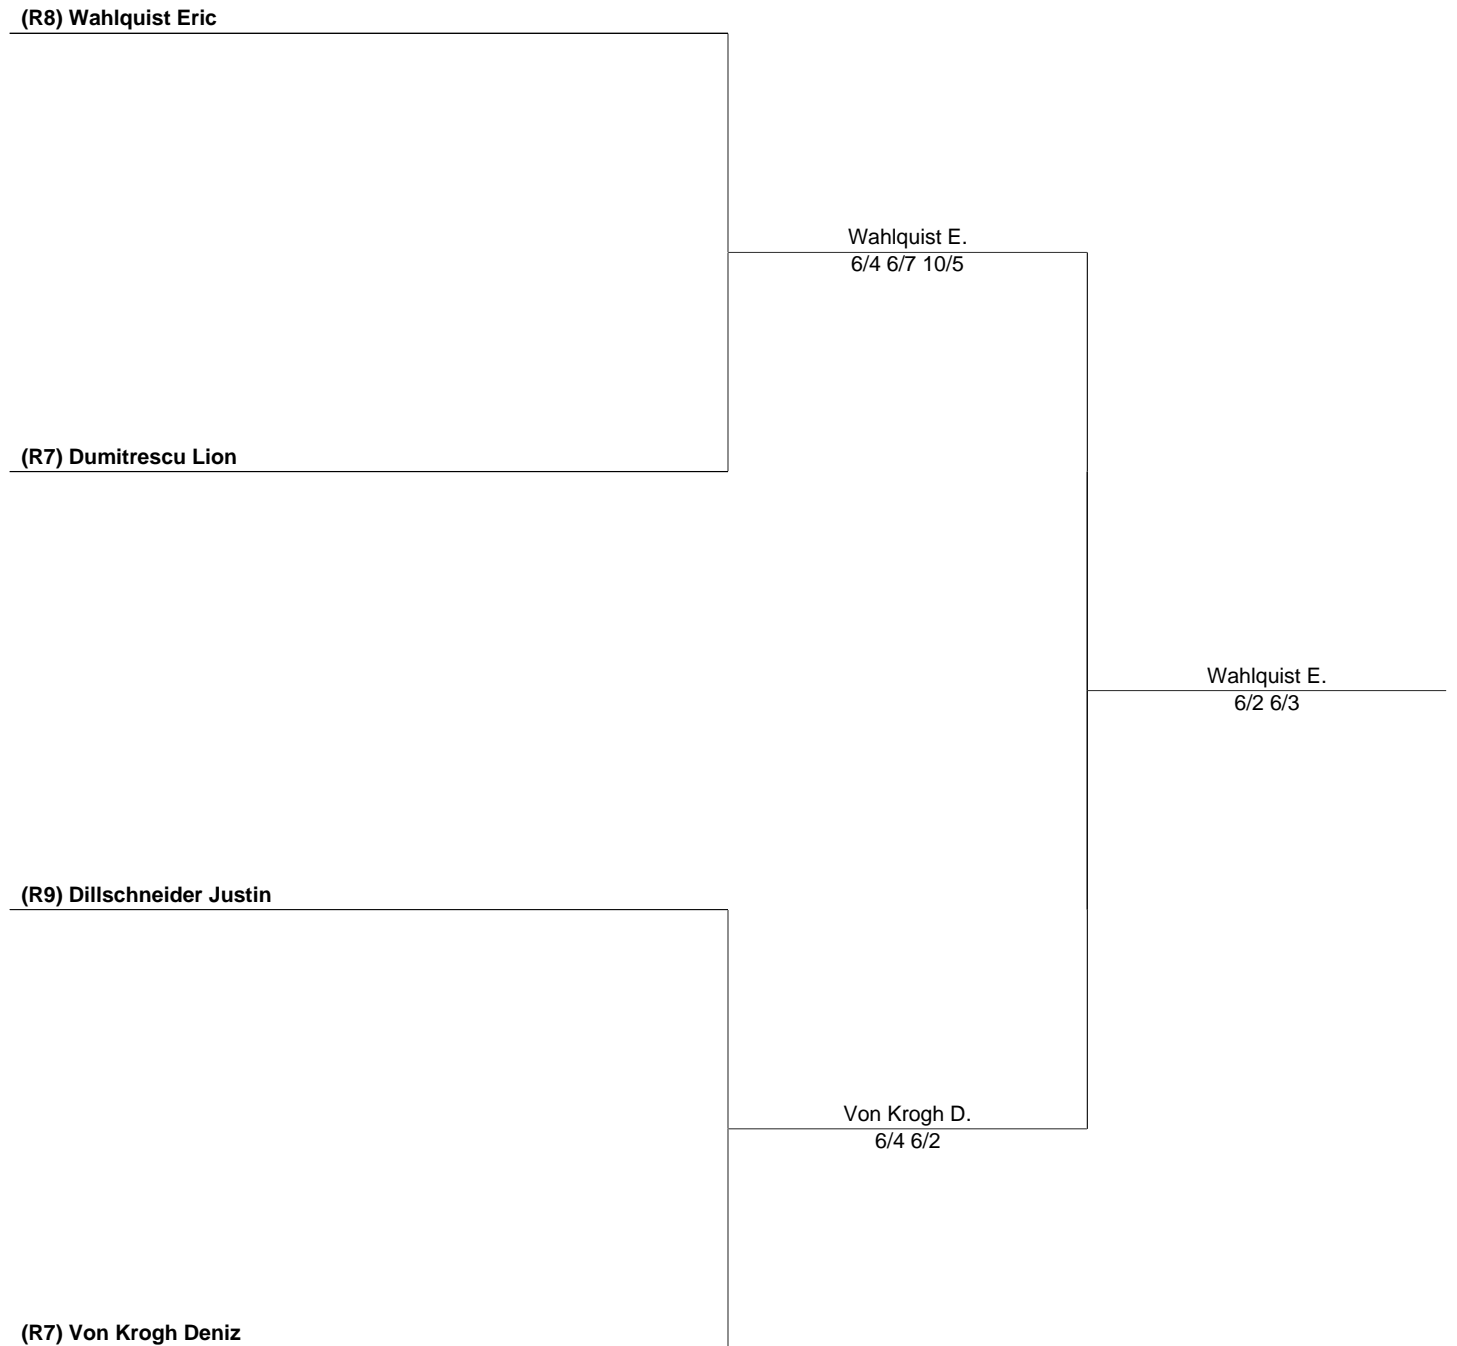 (R8) Wahlquist Eric
Wahlquist E.
6/4 6/7 10/5
(R7) Dumitrescu Lion
Wahlquist E.
6/2 6/3
(R9) Dillschneider Justin
Von Krogh D.
6/4 6/2
(R7) Von Krogh Deniz